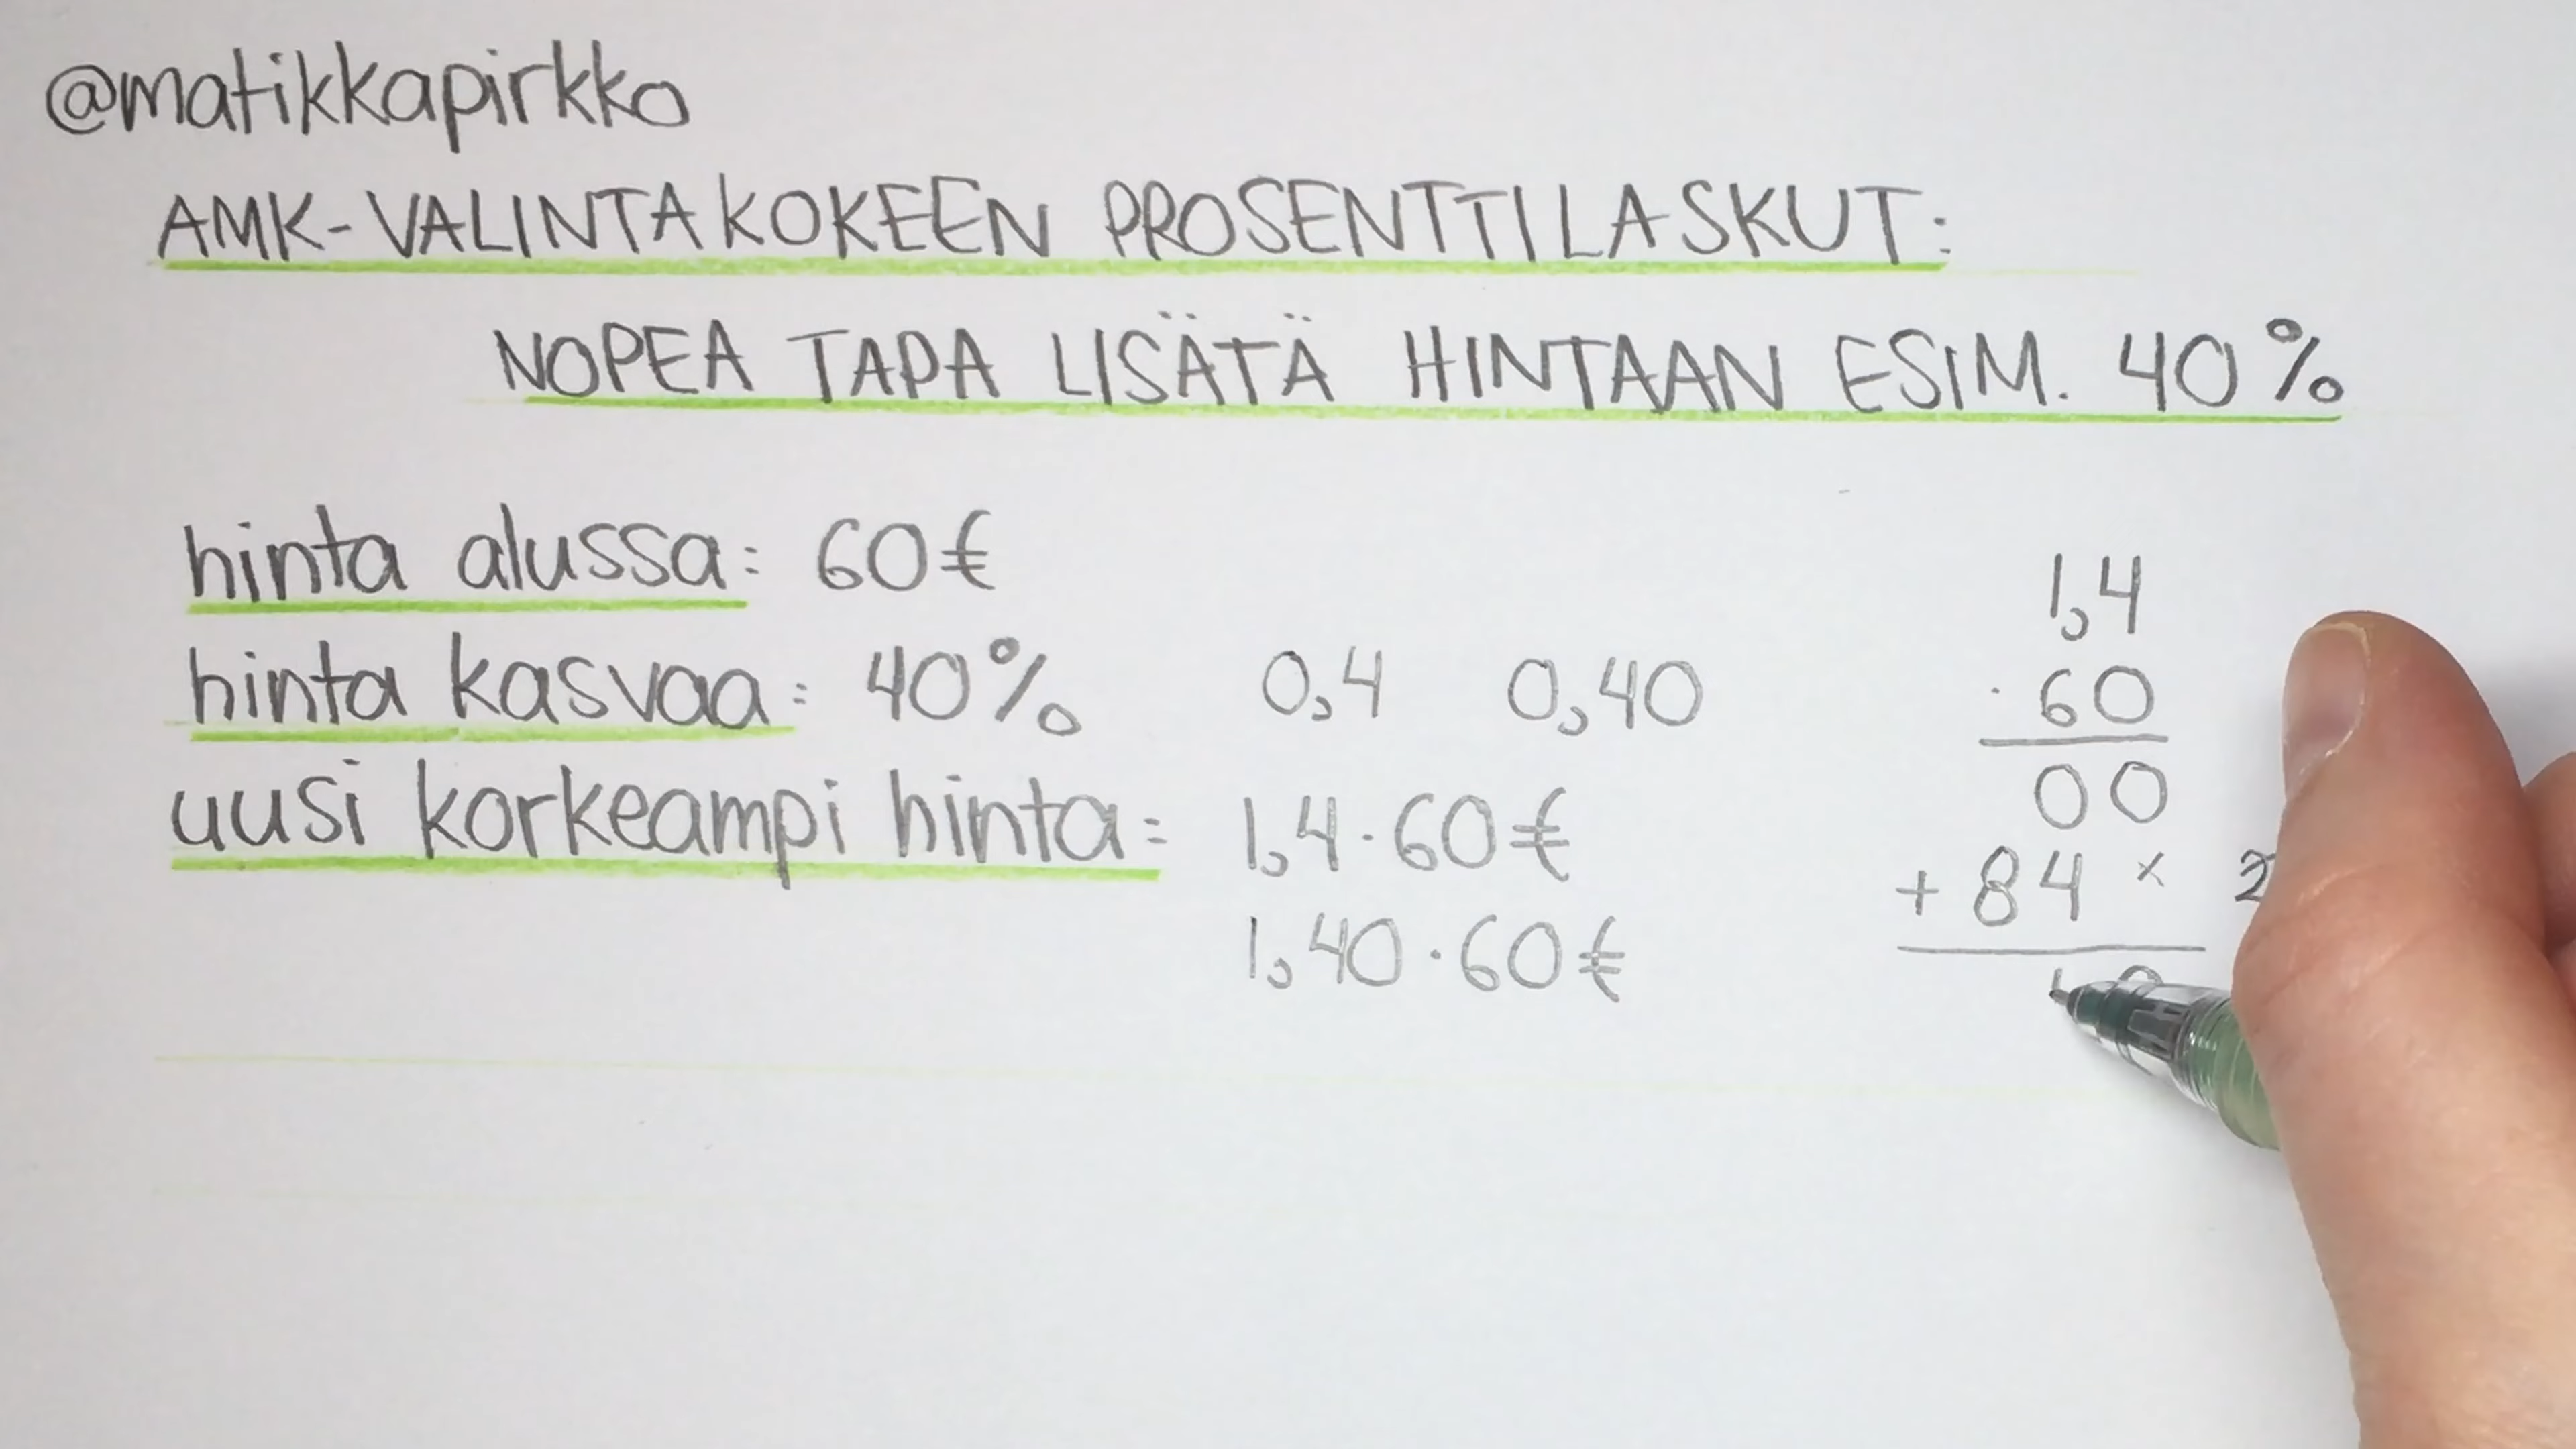 @matikkapirkko
AMK-VALINTAKOKEEN PROSENTTILASKUT:
NOPEA TAPA LISÄTÄ HINTAAN ESIM. 40%
hinta alussa: 60€
hinta kasvaa: 40% 0,4 0,40
uusi korkeampi hinta: 1,4·60€
1,40·60€
1,4
·60
00
+84× 2